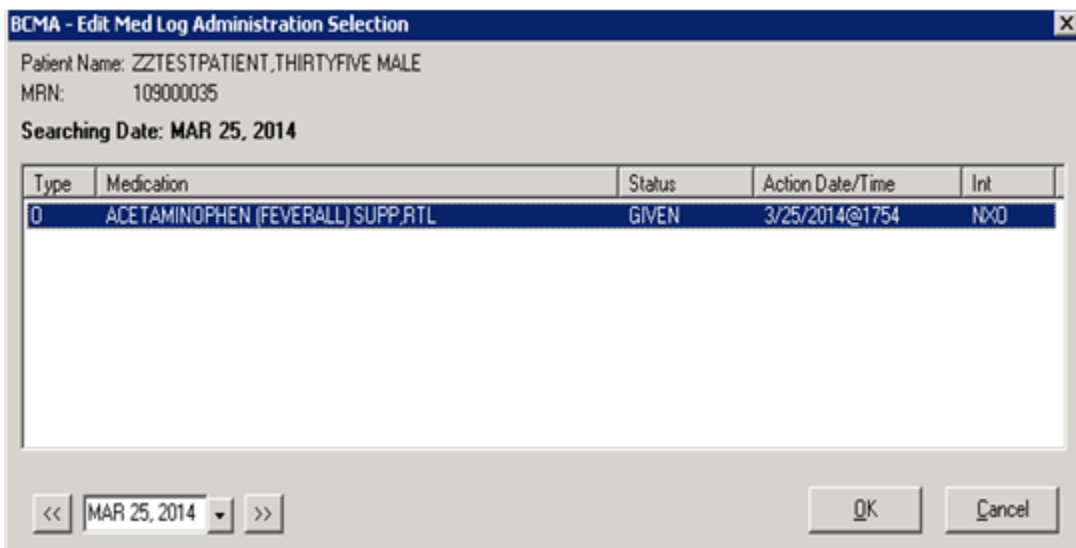 BCMA - Edit Med Log Administration Selection
Patient Name: ZZTESTPATIENT,THIRTYFIVE MALE
MRN: 109000035
Searching Date: MAR 25, 2014
Type Medication Status Action Date/Time Int
O ACETAMINOPHEN (FEVERALL) SUPP,RTL GIVEN 3/25/2014@1754 NXO
<< MAR 25, 2014 >> OK Cancel